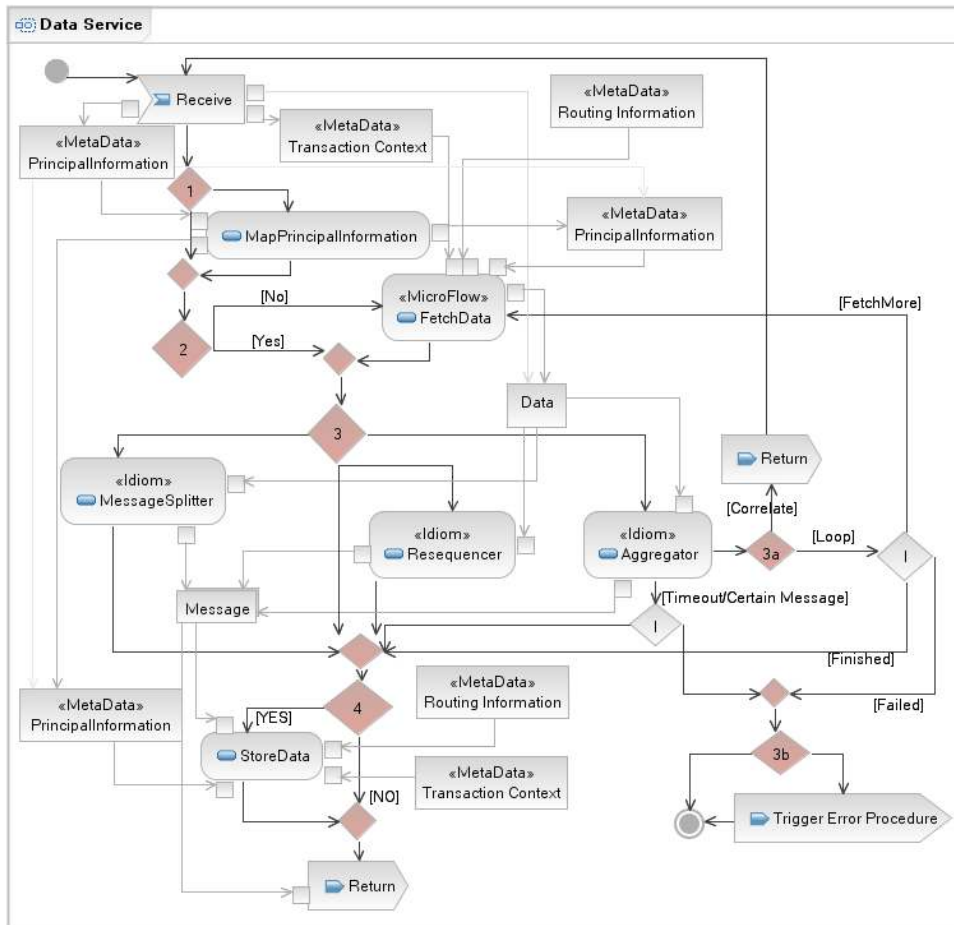 Data Service
Receive
«MetaData»
Routing Information
«MetaData»
Transaction Context
«MetaData»
PrincipalInformation
1
«MetaData»
PrincipalInformation
MapPrincipalInformation
[No]
«MicroFlow»
FetchData
[FetchMore]
2
[Yes]
Data
3
Return
«Idiom»
MessageSplitter
[Correlate]
«Idiom»
Resequencer
«Idiom»
Aggregator
3a
[Loop]
I
Message
[Timeout/Certain Message]
I
[Finished]
«MetaData»
Routing Information
«MetaData»
PrincipalInformation
4
[Failed]
[YES]
StoreData
3b
«MetaData»
Transaction Context
[NO]
Trigger Error Procedure
Return